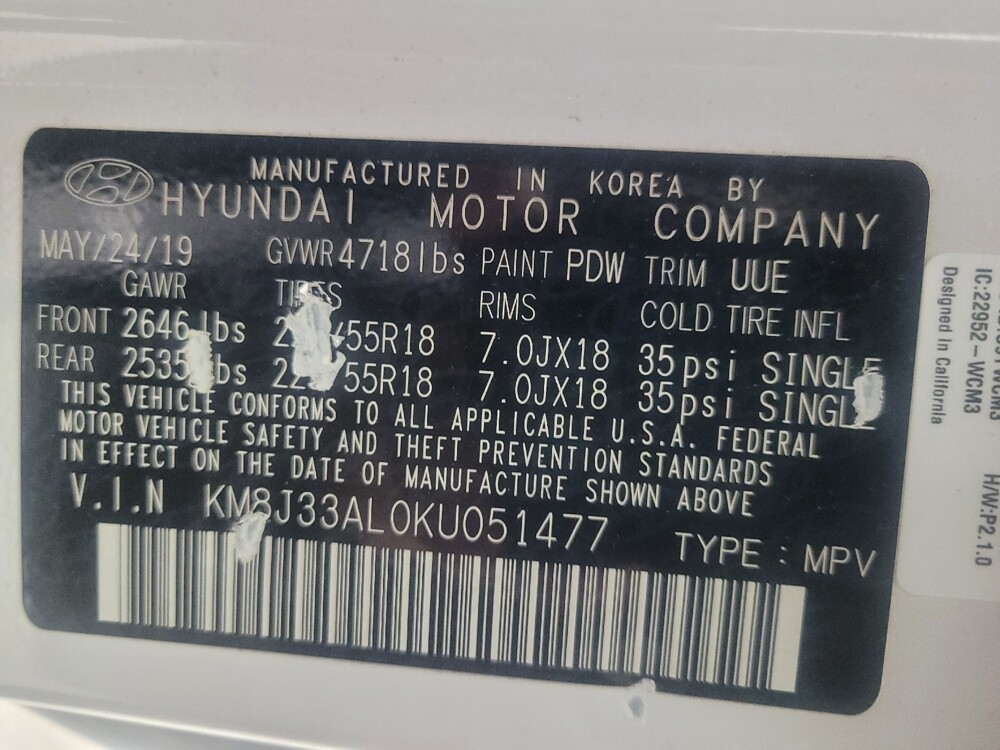 MANUFACTURED IN KOREA BY
HYUNDAI MOTOR COMPANY
MAY/24/19 GVWR4718lbs PAINT PDW TRIM UUE
GAWR RIMS COLD TIRE INFL
FRONT 2646 lbs 55R18 7.0JX18 35psi SINGLE
REAR 2535 55R18 7.0JX18 35psi
THIS VEHICLE CONFORMS TO ALL APPLICABLE U.S.A. FEDERAL
MOTOR VEHICLE SAFETY AND THEFT PREVENTION STANDARDS
IN EFFECT ON THE DATE OF MANUFACTURE SHOWN ABOVE
V.I.N KM8J33AL0KU051477 TYPE : MPV
IC:22952-WCM3
Designed in California
H/W:P2.1.0